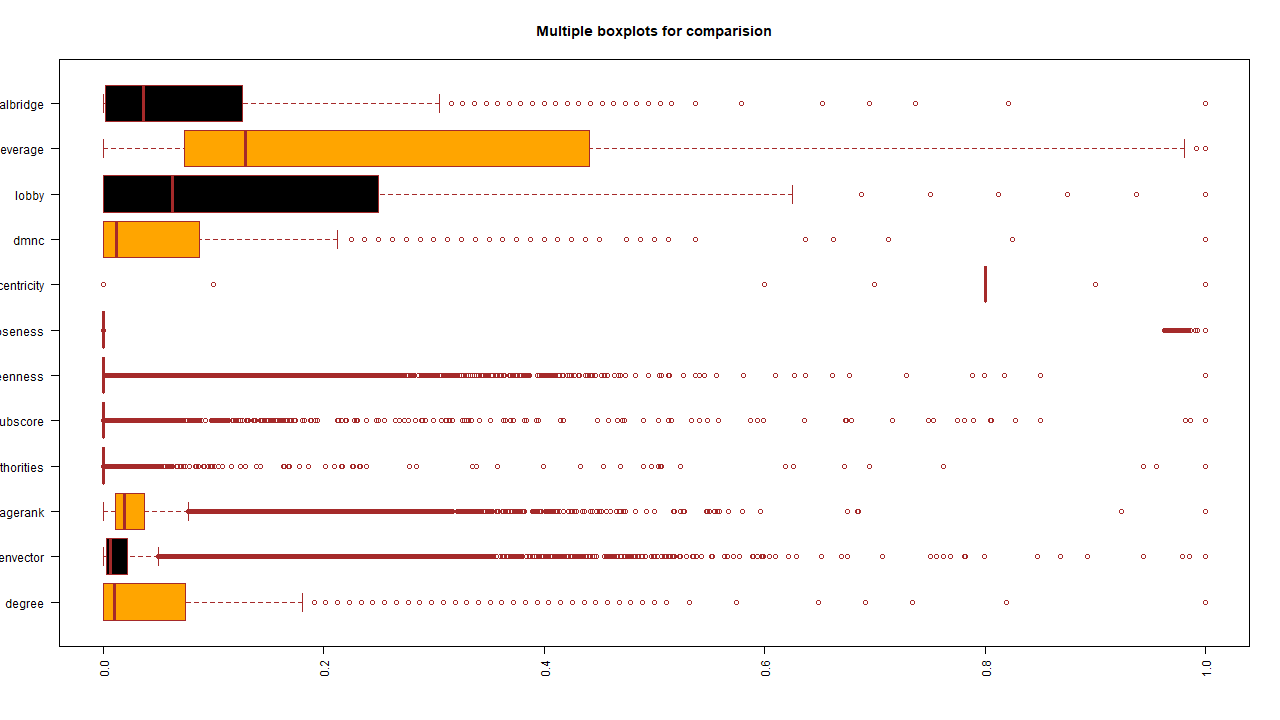 Multiple boxplots for comparision
albridge
everage
lobby
dmnc
centricity
oseness
eenness
ubscore
thorities
agerank
envector
degree
0.0 0.2 0.4 0.6 0.8 1.0